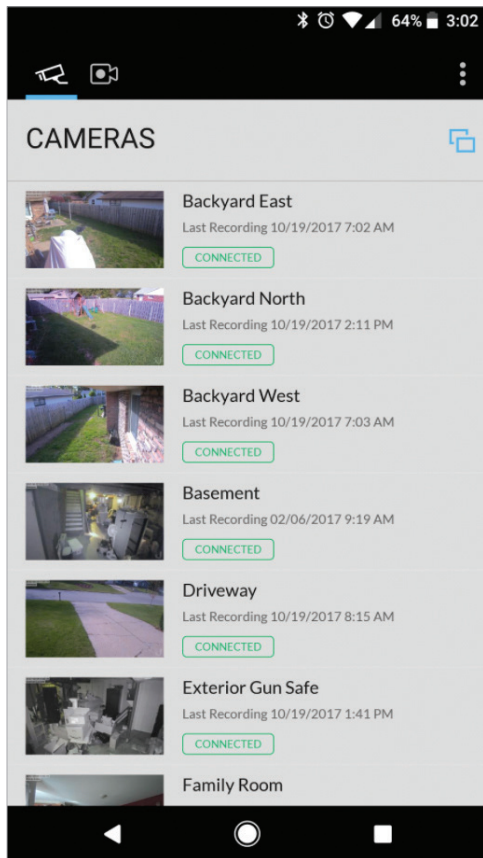 64% 3:02
CAMERAS
Backyard East
Last Recording 10/19/2017 7:02 AM
CONNECTED
Backyard North
Last Recording 10/19/2017 2:11 PM
CONNECTED
Backyard West
Last Recording 10/19/2017 7:03 AM
CONNECTED
Basement
Last Recording 02/06/2017 9:19 AM
CONNECTED
Driveway
Last Recording 10/19/2017 8:15 AM
CONNECTED
Exterior Gun Safe
Last Recording 10/19/2017 1:41 PM
CONNECTED
Family Room